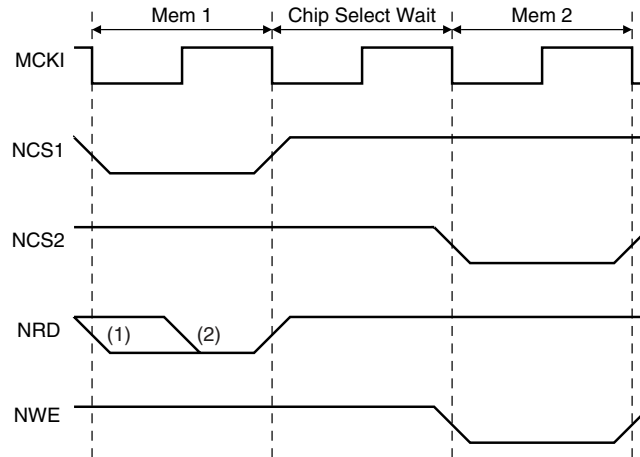 Mem 1 Chip Select Wait Mem 2
MCKI
NCS1
NCS2
NRD (1) (2)
NWE